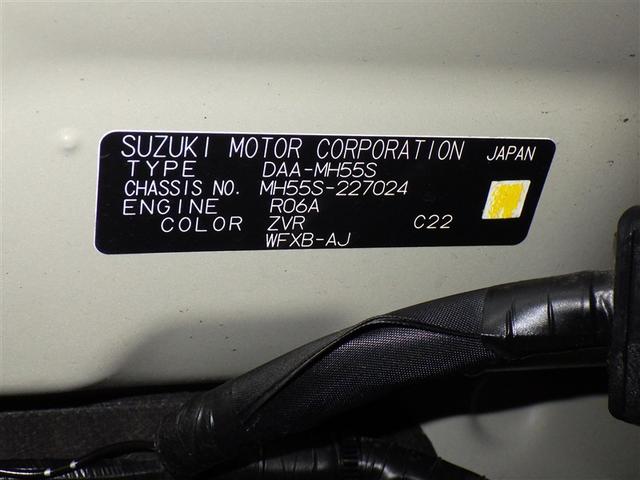 SUZUKI MOTOR CORPORATION JAPAN
TYPE DAA-MH55S
CHASSIS NO. MH55S-227024
ENGINE R06A
COLOR ZVR C22
WFXB-AJ